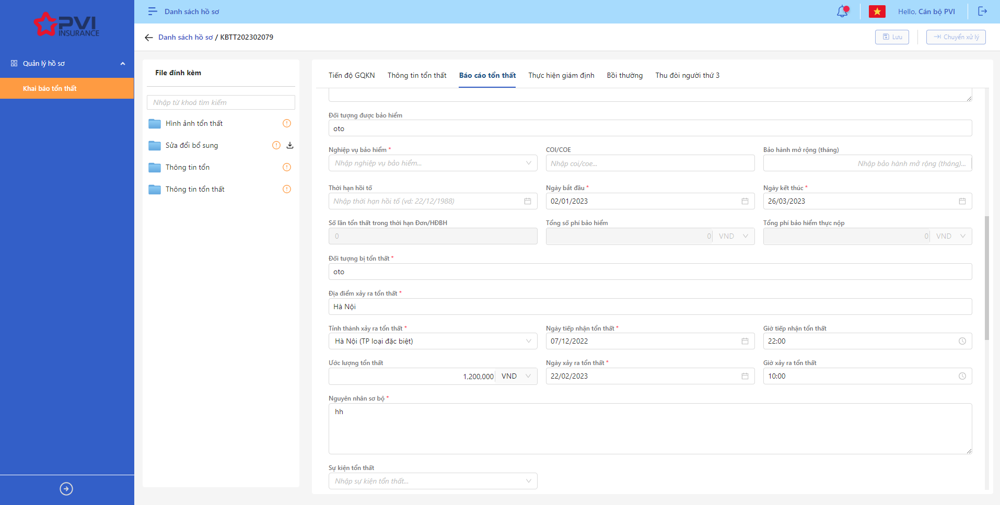 PVI
INSURANCE
Danh sách hồ sơ
Hello, Cán bộ PVI
Danh sách hồ sơ / KBTT202302079
Lưu
Chuyển xử lý
Quản lý hồ sơ
Khai báo tổn thất
File đính kèm
Nhập từ khoá tìm kiếm
Hình ảnh tổn thất
Sửa đổi bổ sung
Thông tin tổn
Thông tin tổn thất
Tiến độ GQKN
Thông tin tổn thất
Báo cáo tổn thất
Thực hiện giám định
Bồi thường
Thu đòi người thứ 3
Đối tượng được bảo hiểm
oto
Nghiệp vụ bảo hiểm *
COI/COE
Bảo hành mở rộng (tháng)
Nhập nghiệp vụ bảo hiểm...
Nhập coi/coe...
Nhập bảo hành mở rộng (tháng)...
Thời hạn hồi tố
Ngày bắt đầu *
Ngày kết thúc *
Nhập thời hạn hồi tố (vd: 22/12/1988)
02/01/2023
26/03/2023
Số lần tổn thất trong thời hạn Đơn/HĐBH
Tổng số phí bảo hiểm
Tổng phí bảo hiểm thực nộp
0
0 VND
0 VND
Đối tượng bị tổn thất *
oto
Địa điểm xảy ra tổn thất *
Hà Nội
Tỉnh thành xảy ra tổn thất *
Ngày tiếp nhận tổn thất *
Giờ tiếp nhận tổn thất
Hà Nội (TP loại đặc biệt)
07/12/2022
22:00
Ước lượng tổn thất
Ngày xảy ra tổn thất *
Giờ xảy ra tổn thất
1,200,000 VND
22/02/2023
10:00
Nguyên nhân sơ bộ *
hh
Sự kiện tổn thất
Nhập sự kiện tổn thất...